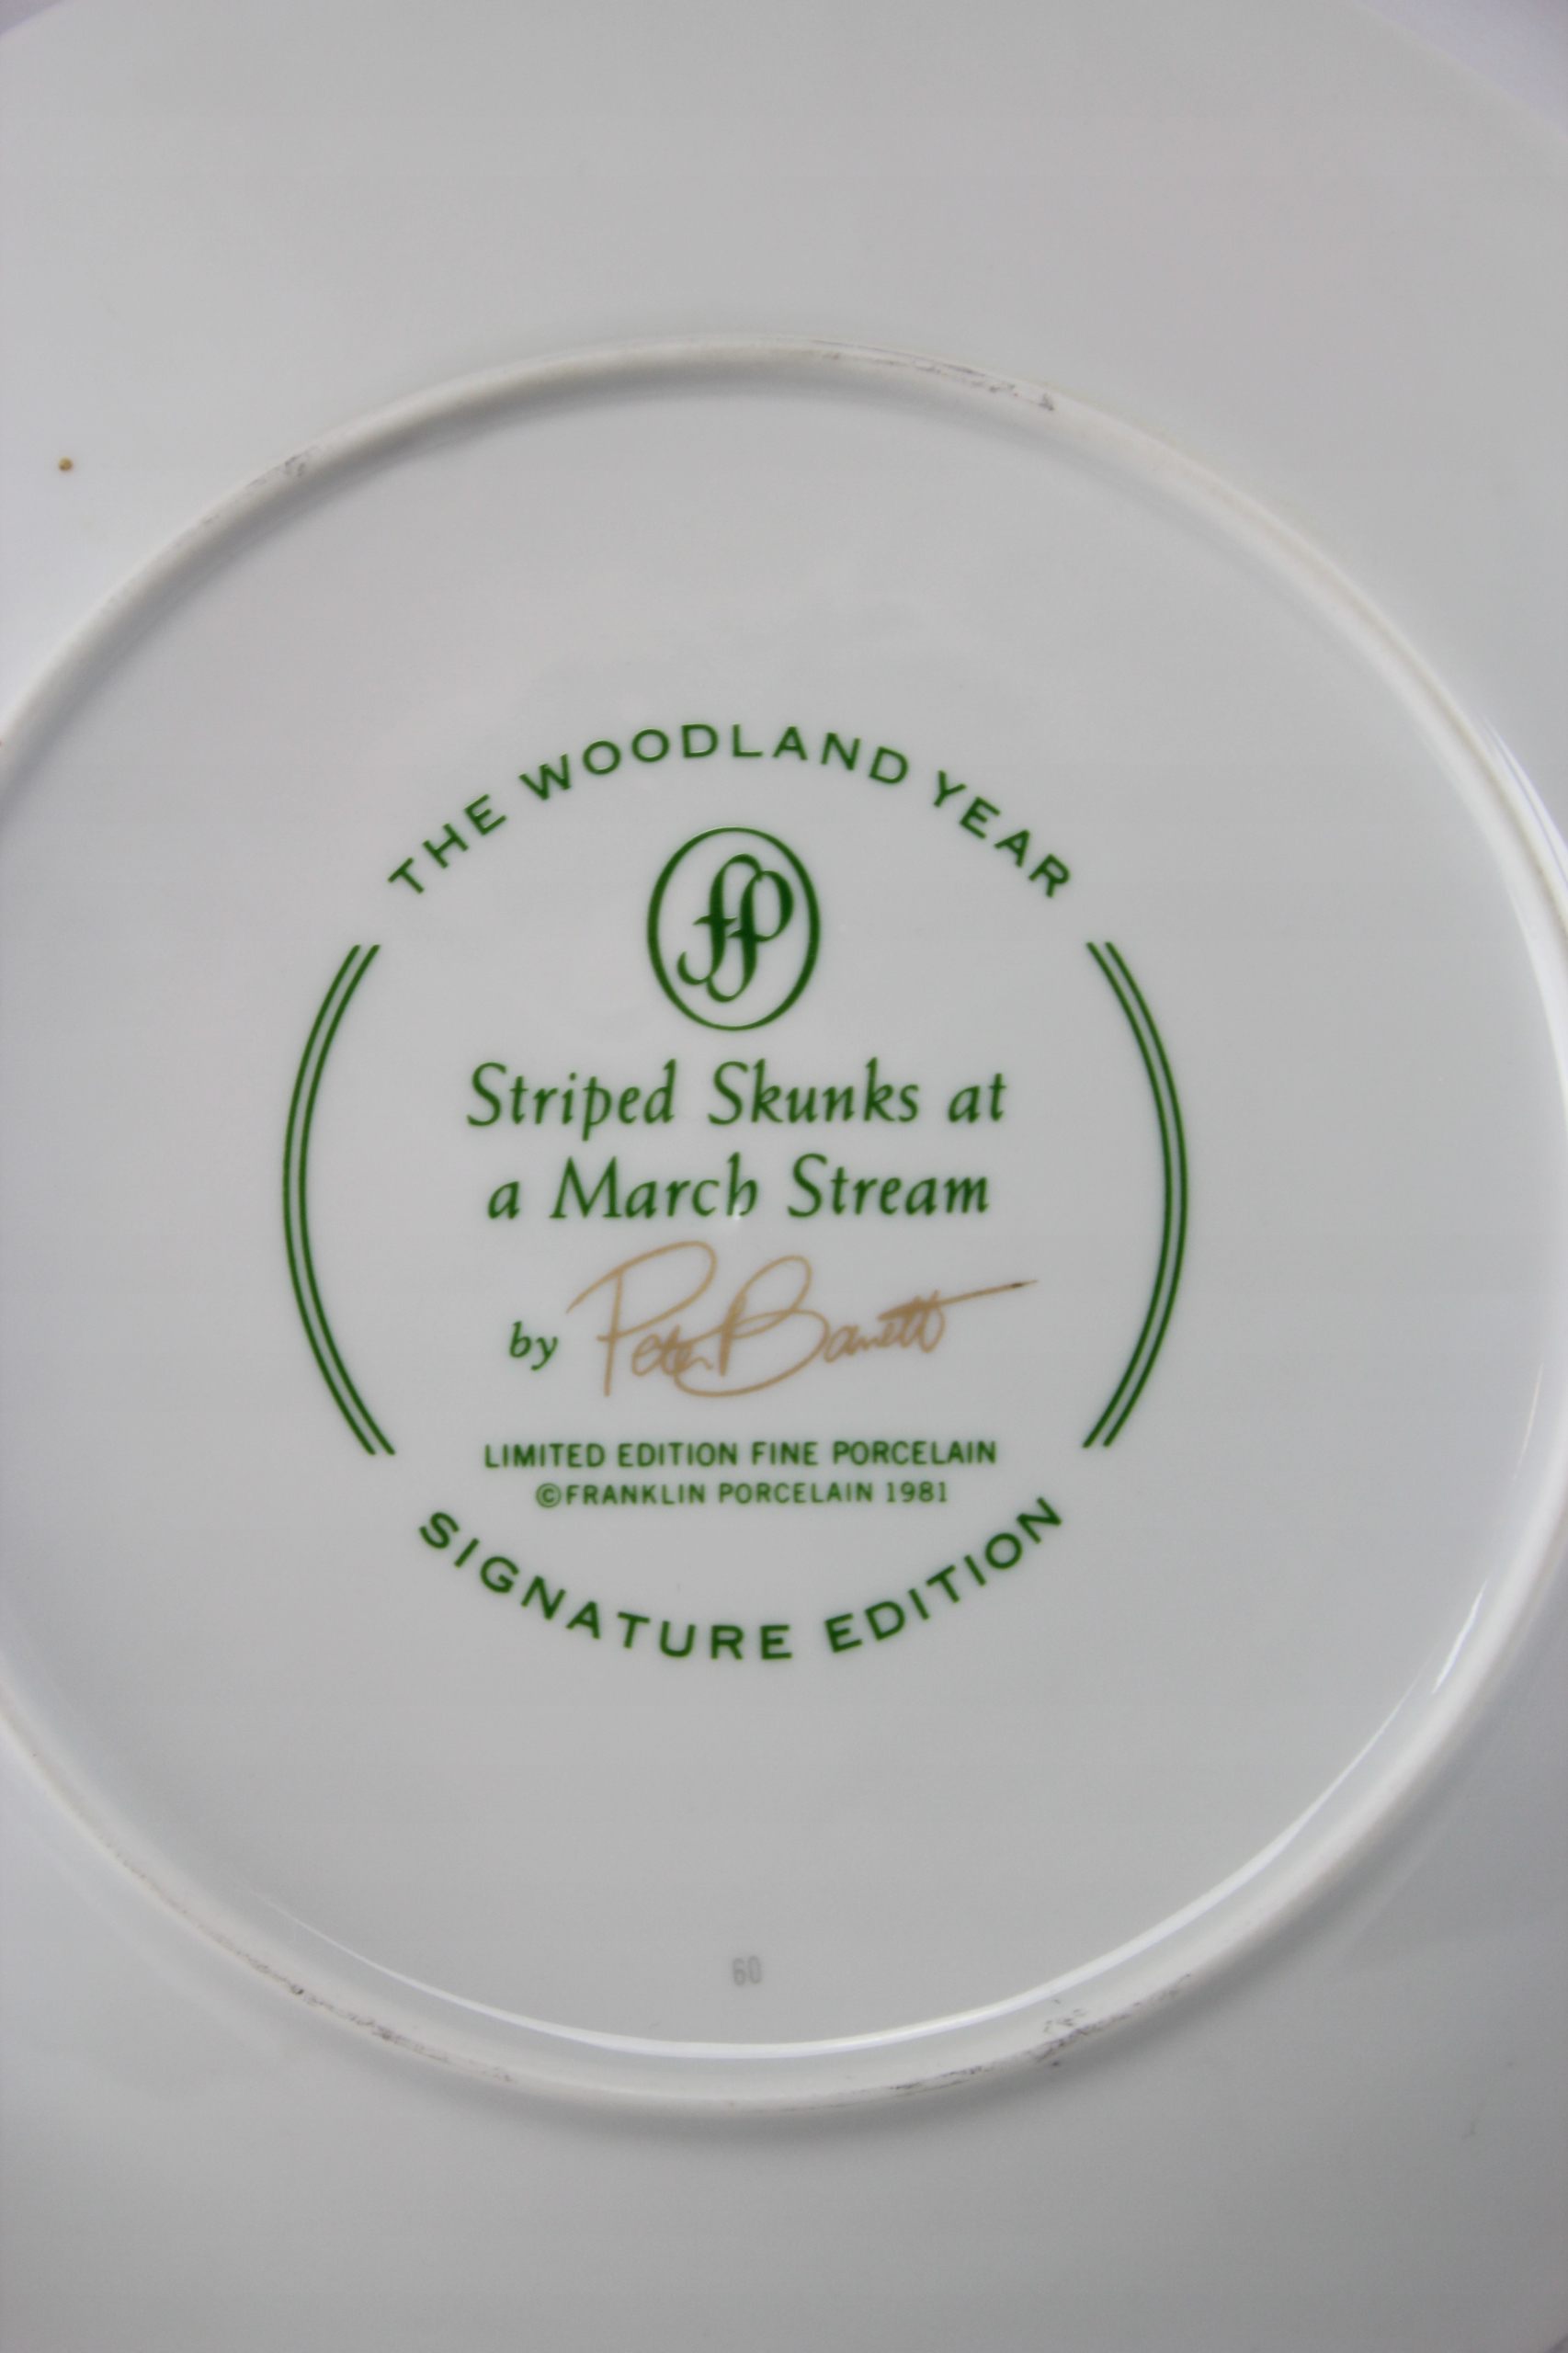 THE WOODLAND YEAR
fp
Striped Skunks at
a March Stream
by Peter Barrett
LIMITED EDITION FINE PORCELAIN
©FRANKLIN PORCELAIN 1981
SIGNATURE EDITION
60